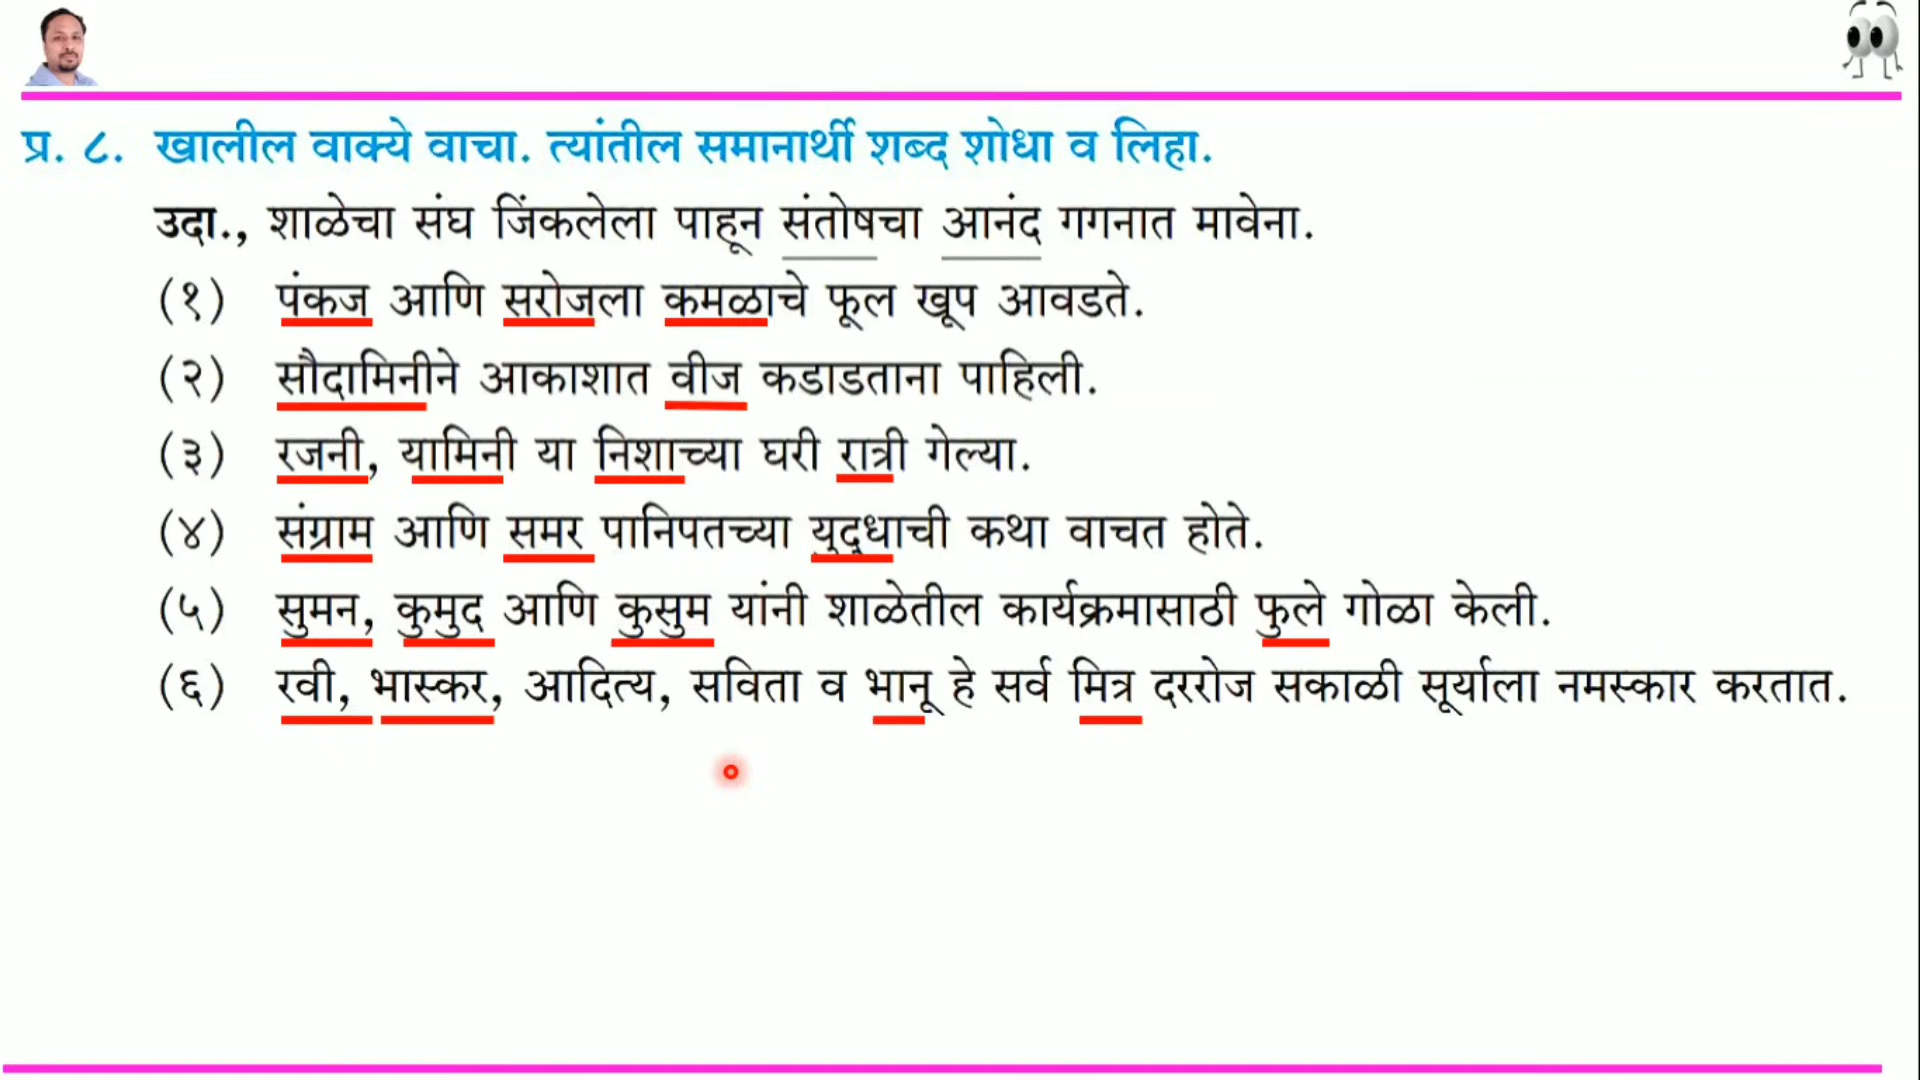 प्र. ८. खालील वाक्ये वाचा. त्यांतील समानार्थी शब्द शोधा व लिहा.
उदा., शाळेचा संघ जिंकलेला पाहून संतोषचा आनंद गगनात मावेना.
(१) पंकज आणि सरोजला कमळाचे फूल खूप आवडते.
(२) सौदामिनीने आकाशात वीज कडाडताना पाहिली.
(३) रजनी, यामिनी या निशाच्या घरी रात्री गेल्या.
(४) संग्राम आणि समर पानिपतच्या युद्धाची कथा वाचत होते.
(५) सुमन, कुमुद आणि कुसुम यांनी शाळेतील कार्यक्रमासाठी फुले गोळा केली.
(६) रवी, भास्कर, आदित्य, सविता व भानू हे सर्व मित्र दररोज सकाळी सूर्याला नमस्कार करतात.